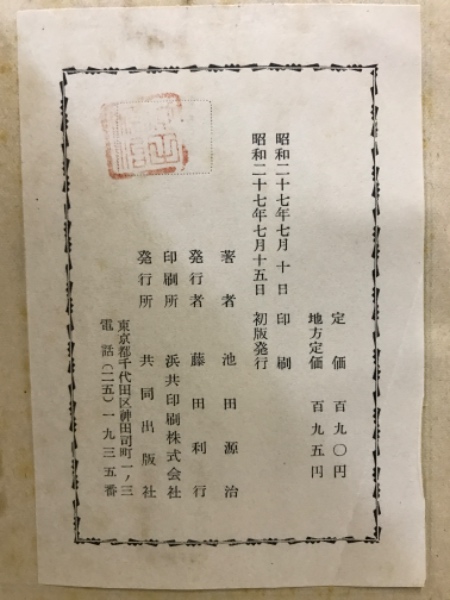 定価 百九〇円
地方定価 百九五円
昭和二十七年七月十日 印刷
昭和二十七年七月十五日 初版発行
著者 池田源治
発行者 藤田利行
印刷所 浜共印刷株式会社
発行所 共同出版社
東京都千代田区神田司町一ノ三
電話(二五)一九三五番